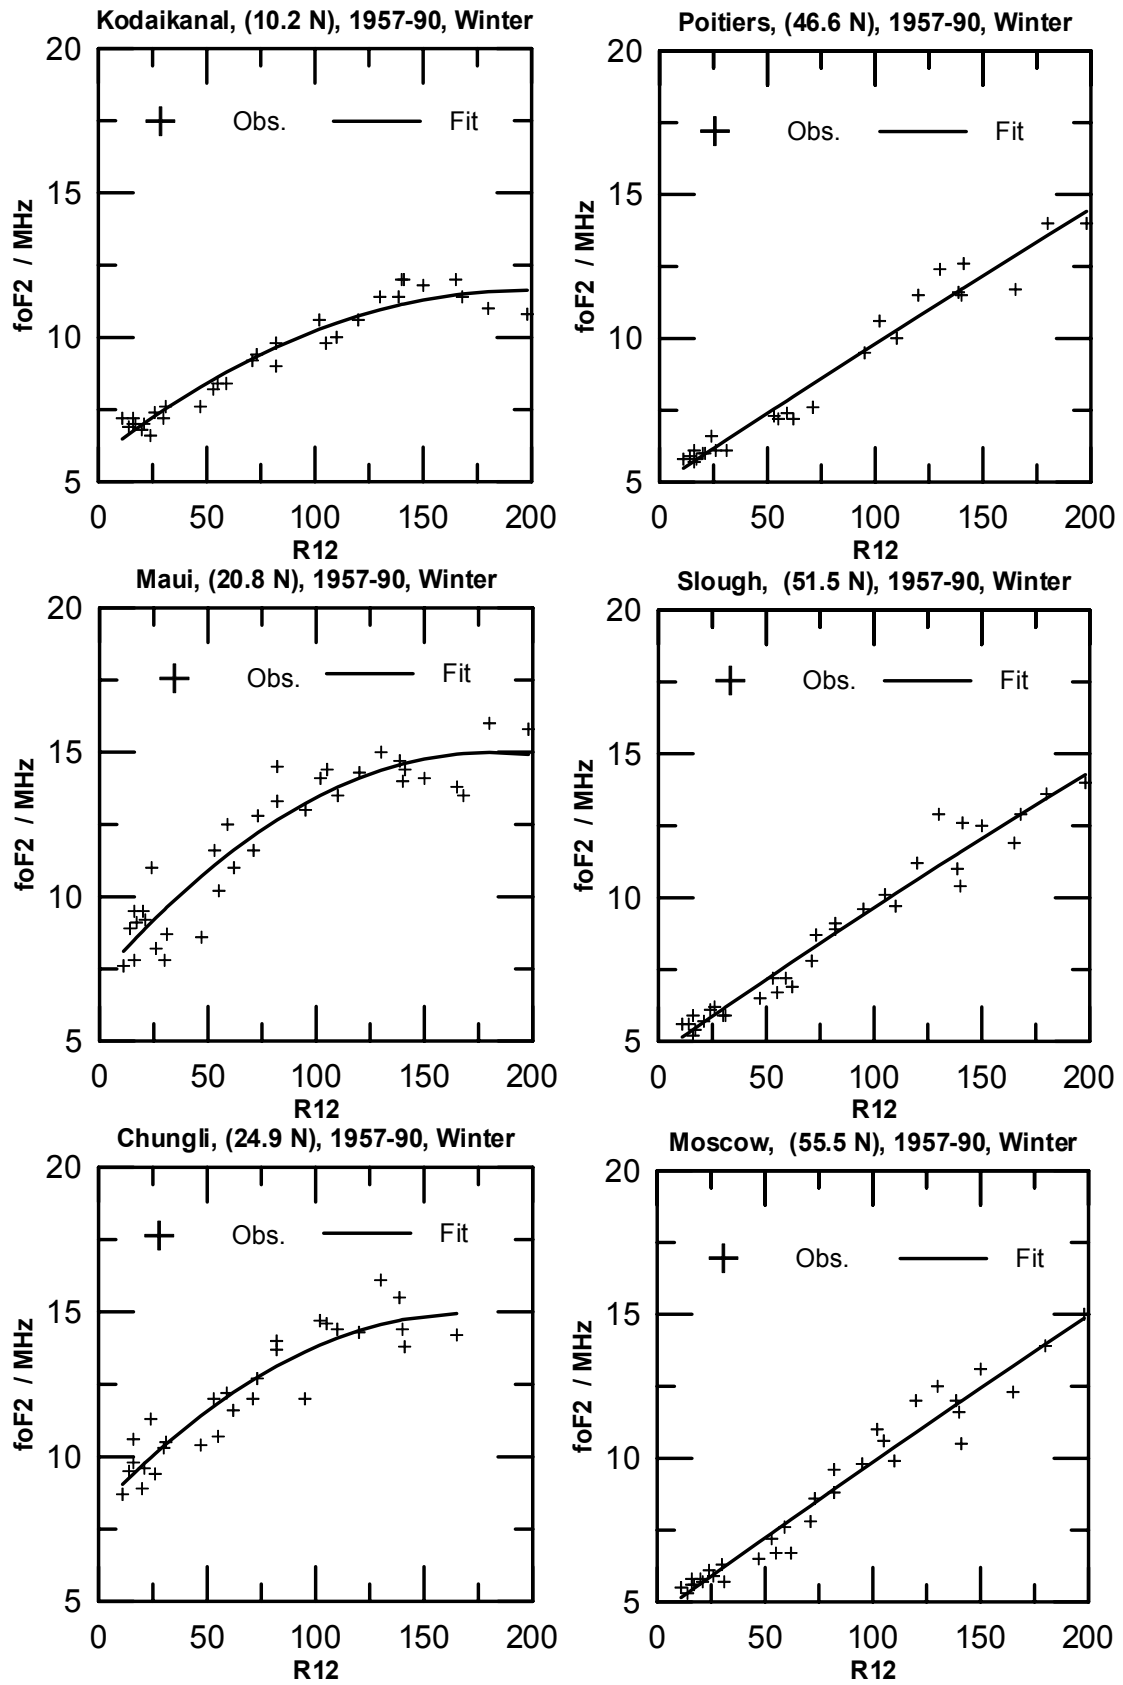 Kodaikanal, (10.2 N), 1957-90, Winter
20
15
10
5
foF2 / MHz
Obs. Fit
0 50 100 150 200
R12
Poitiers, (46.6 N), 1957-90, Winter
20
15
10
5
foF2 / MHz
Obs. Fit
0 50 100 150 200
R12
Maui, (20.8 N), 1957-90, Winter
20
15
10
5
foF2 / MHz
Obs. Fit
0 50 100 150 200
R12
Slough, (51.5 N), 1957-90, Winter
20
15
10
5
foF2 / MHz
Obs. Fit
0 50 100 150 200
R12
Chungli, (24.9 N), 1957-90, Winter
20
15
10
5
foF2 / MHz
Obs. Fit
0 50 100 150 200
R12
Moscow, (55.5 N), 1957-90, Winter
20
15
10
5
foF2 / MHz
Obs. Fit
0 50 100 150 200
R12